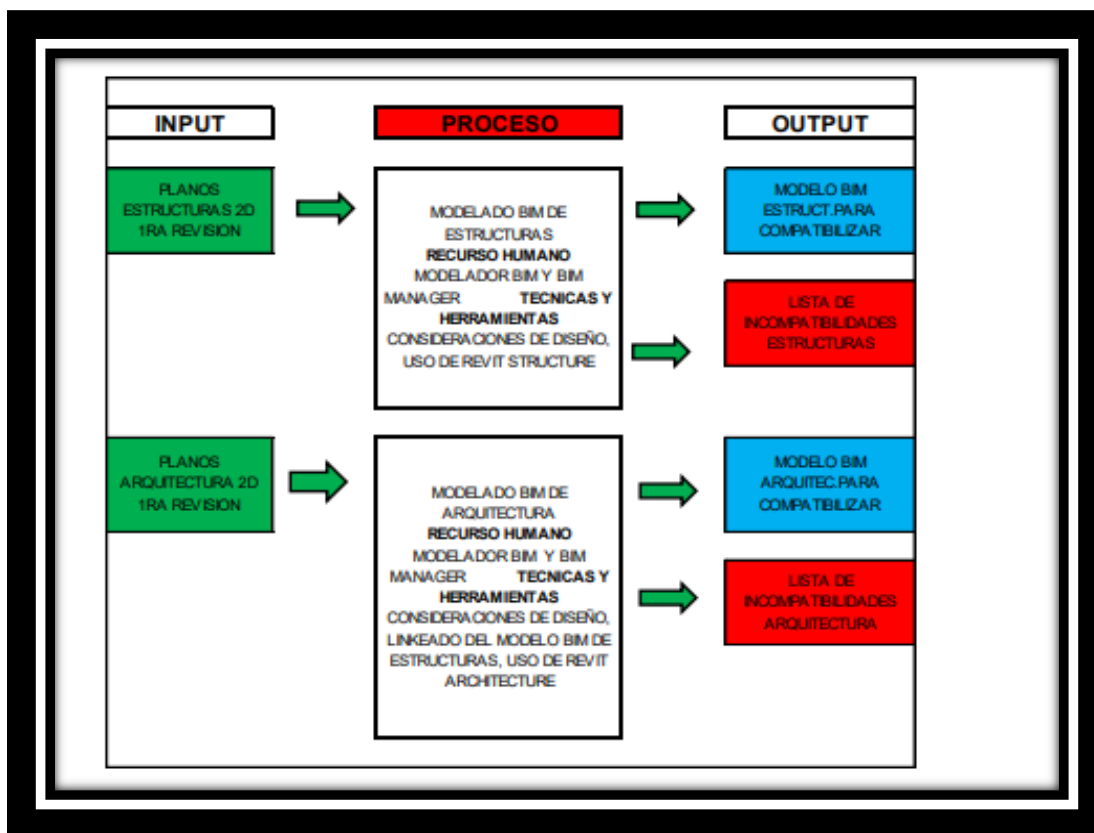 INPUT
PROCESO
OUTPUT
PLANOS
ESTRUCTURAS 2D
1RA REVISION
MODELADO BIM DE
ESTRUCTURAS
RECURSO HUMANO
MODELADOR BIM Y BIM
MANAGER TECNICAS Y
HERRAMIENTAS
CONSIDERACIONES DE DISEÑO,
USO DE REVIT STRUCTURE
MODELO BIM
ESTRUCT.PARA
COMPATIBILIZAR
LISTA DE
INCOMPATIBILIDADES
ESTRUCTURAS
PLANOS
ARQUITECTURA 2D
1RA REVISION
MODELADO BIM DE
ARQUITECTURA
RECURSO HUMANO
MODELADOR BIM Y BIM
MANAGER TECNICAS Y
HERRAMIENTAS
CONSIDERACIONES DE DISEÑO,
LINKEADO DEL MODELO BIM DE
ESTRUCTURAS, USO DE REVIT
ARCHITECTURE
MODELO BIM
ARQUITEC.PARA
COMPATIBILIZAR
LISTA DE
INCOMPATIBILIDADES
ARQUITECTURA